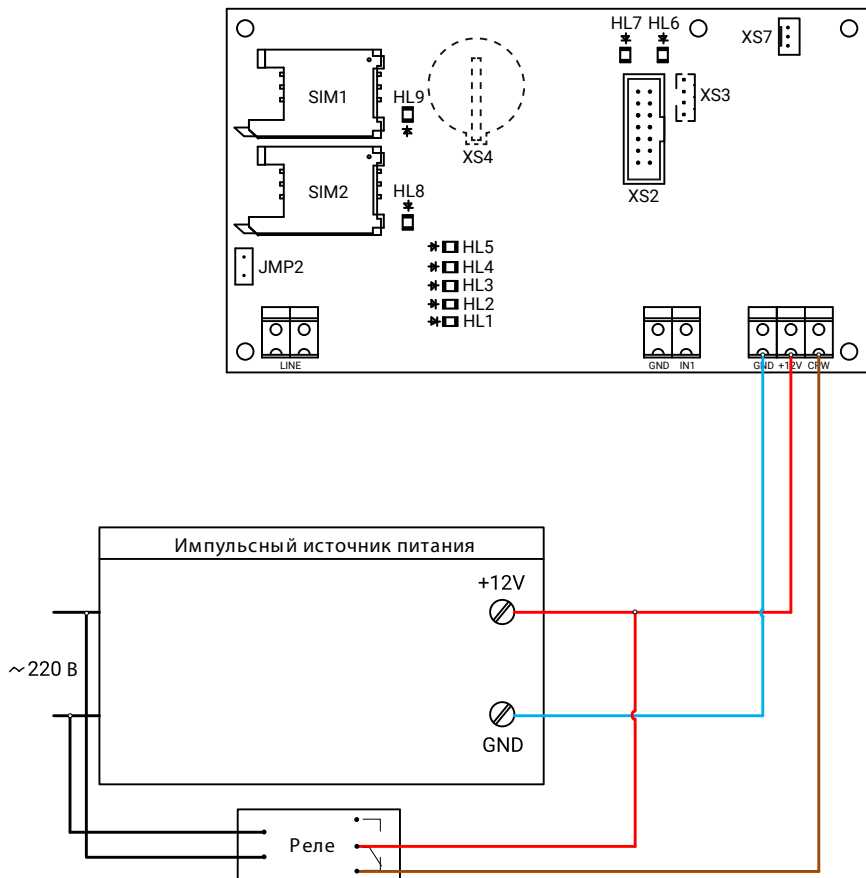 HL7 HL6
XS7
SIM1
HL9
XS3
XS4
SIM2
HL8
XS2
HL5
JMP2
HL4
HL3
HL2
HL1
LINE
GND IN1
GND +12V CPW
Импульсный источник питания
+12V
~220 В
GND
Реле